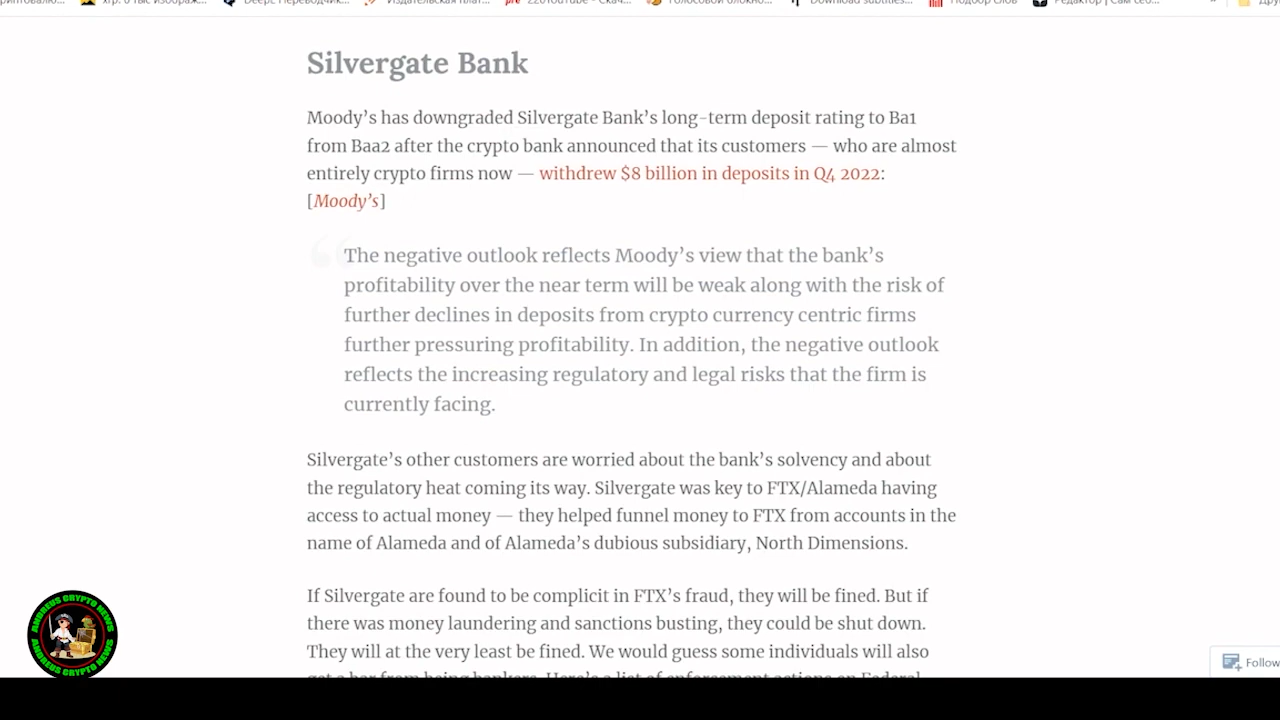 Silvergate Bank
Moody’s has downgraded Silvergate Bank’s long-term deposit rating to Ba1
from Baa2 after the crypto bank announced that its customers — who are almost
entirely crypto firms now — withdrew $8 billion in deposits in Q4 2022:
[Moody’s]
The negative outlook reflects Moody’s view that the bank’s
profitability over the near term will be weak along with the risk of
further declines in deposits from crypto currency centric firms
further pressuring profitability. In addition, the negative outlook
reflects the increasing regulatory and legal risks that the firm is
currently facing.
Silvergate’s other customers are worried about the bank’s solvency and about
the regulatory heat coming its way. Silvergate was key to FTX/Alameda having
access to actual money — they helped funnel money to FTX from accounts in the
name of Alameda and of Alameda’s dubious subsidiary, North Dimensions.
If Silvergate are found to be complicit in FTX’s fraud, they will be fined. But if
there was money laundering and sanctions busting, they could be shut down.
They will at the very least be fined. We would guess some individuals will also
ANDREUS CRYPTO NEWS
ANDREUS CRYPTO NEWS
Follow